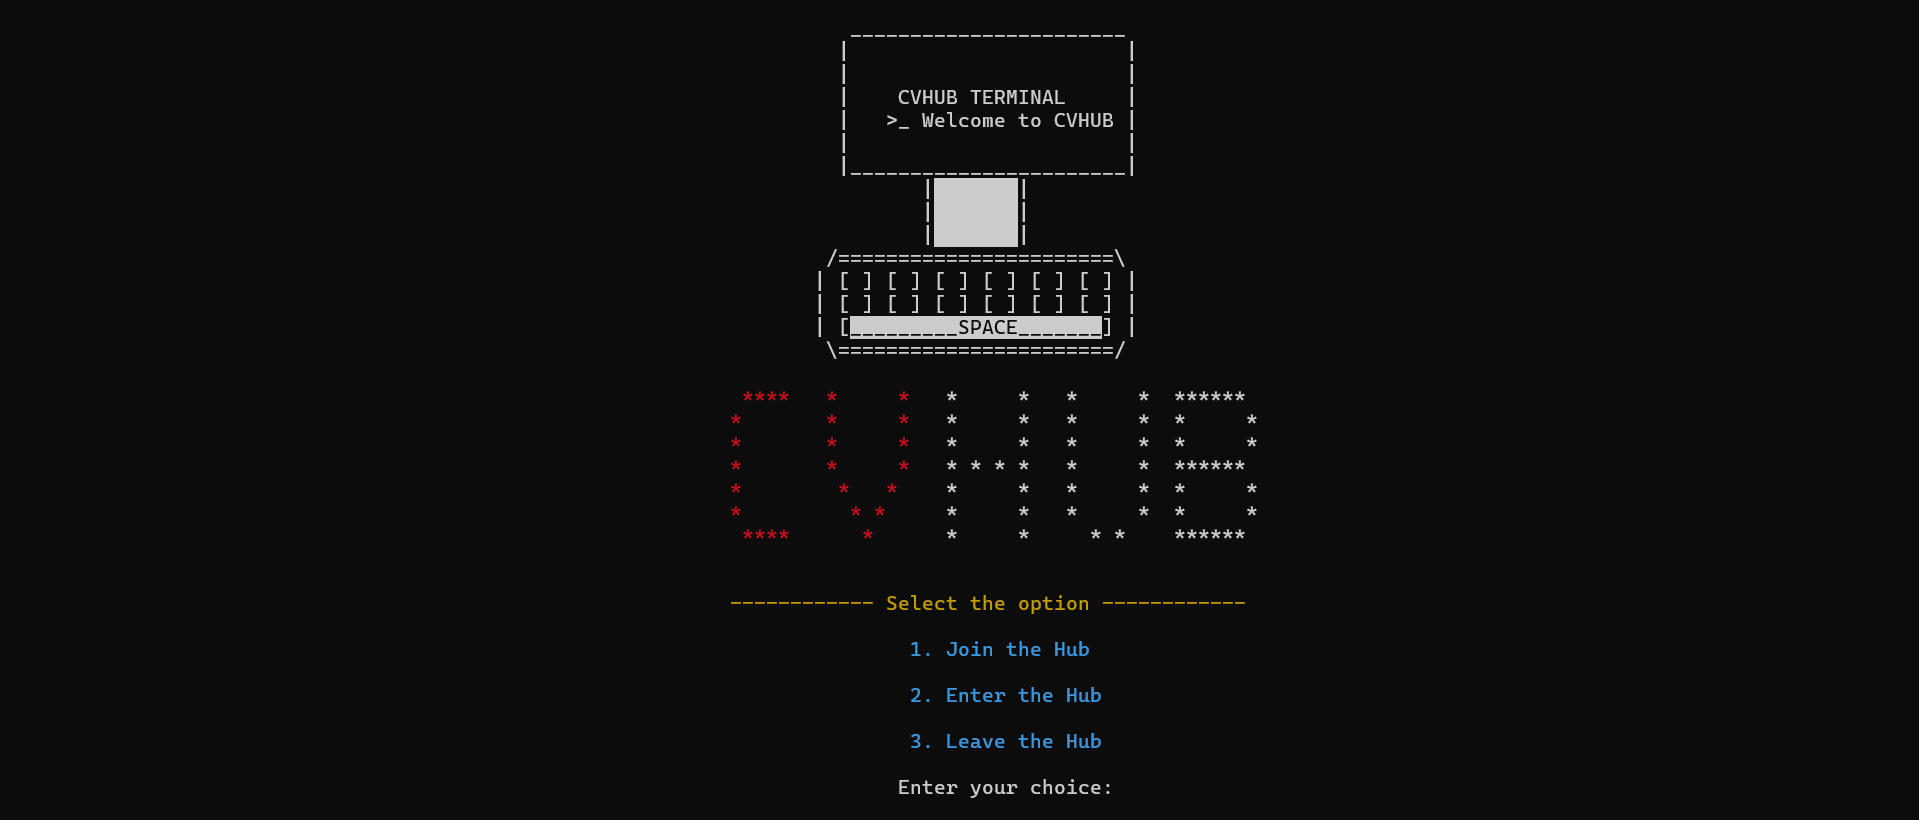 CVHUB TERMINAL
>_ Welcome to CVHUB
SPACE
CVHUB
------------ Select the option ------------
1. Join the Hub
2. Enter the Hub
3. Leave the Hub
Enter your choice: